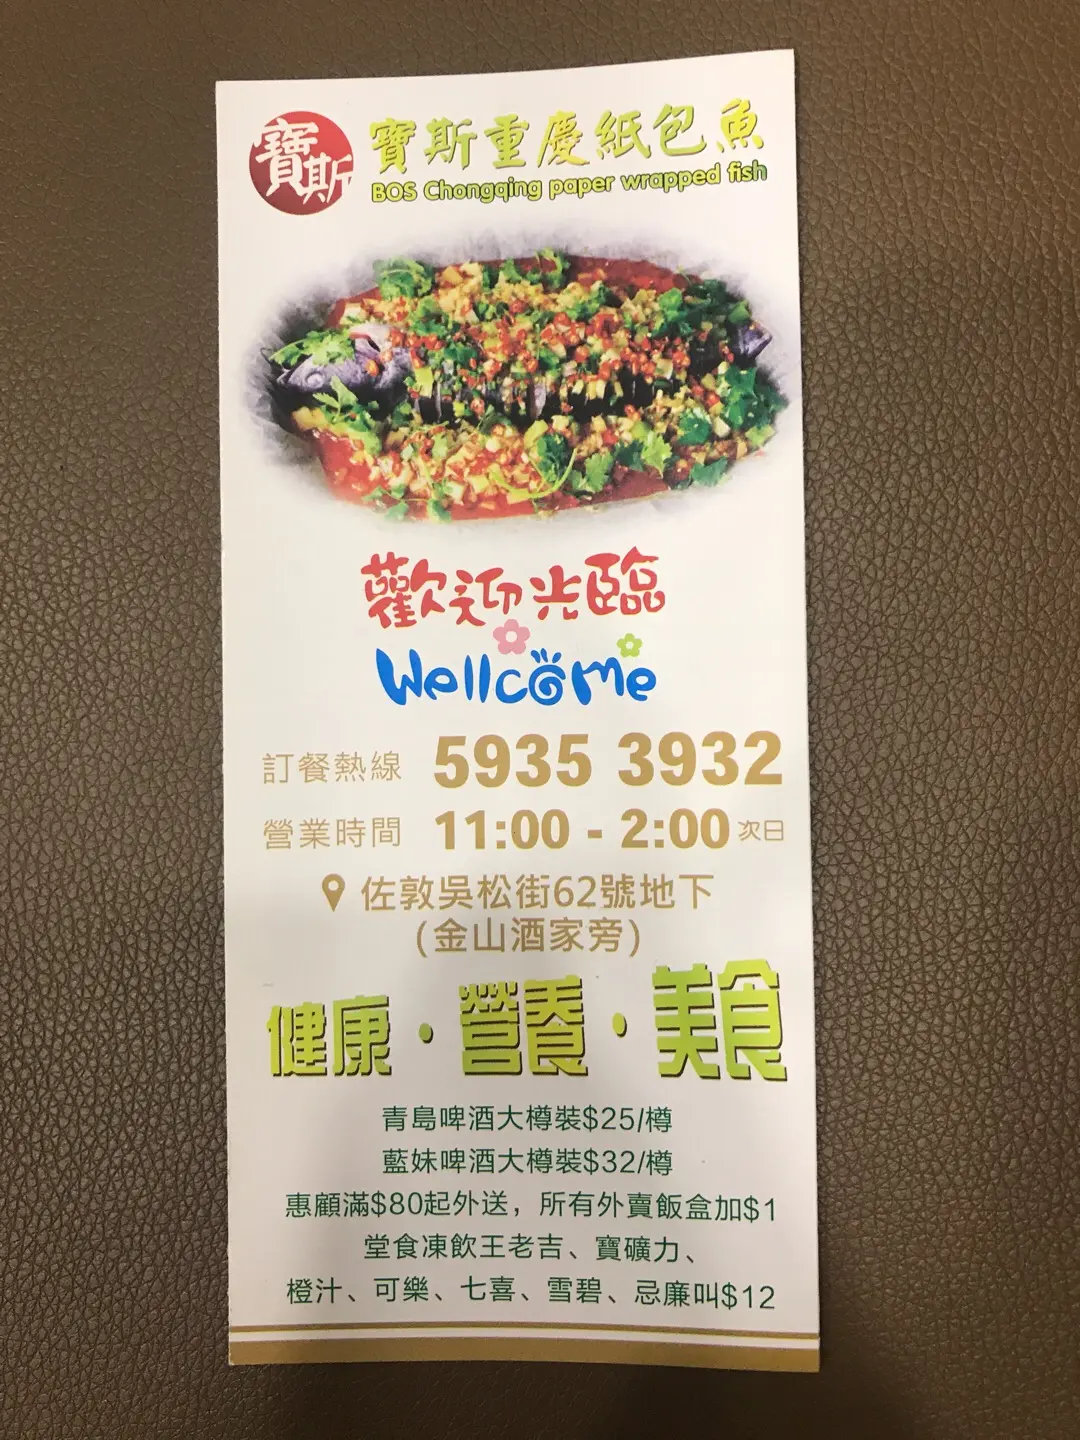 寶斯
寶斯重慶紙包魚
BOS Chongqing paper wrapped fish
歡迎光臨
Wellcome
訂餐熱線 5935 3932
營業時間 11:00 - 2:00 次日
佐敦吳松街62號地下
(金山酒家旁)
健康·營養·美食
青島啤酒大樽裝$25/樽
藍妹啤酒大樽裝$32/樽
惠顧滿$80起外送，所有外賣飯盒加$1
堂食凍飲王老吉、寶礦力、
橙汁、可樂、七喜、雪碧、忌廉叫$12